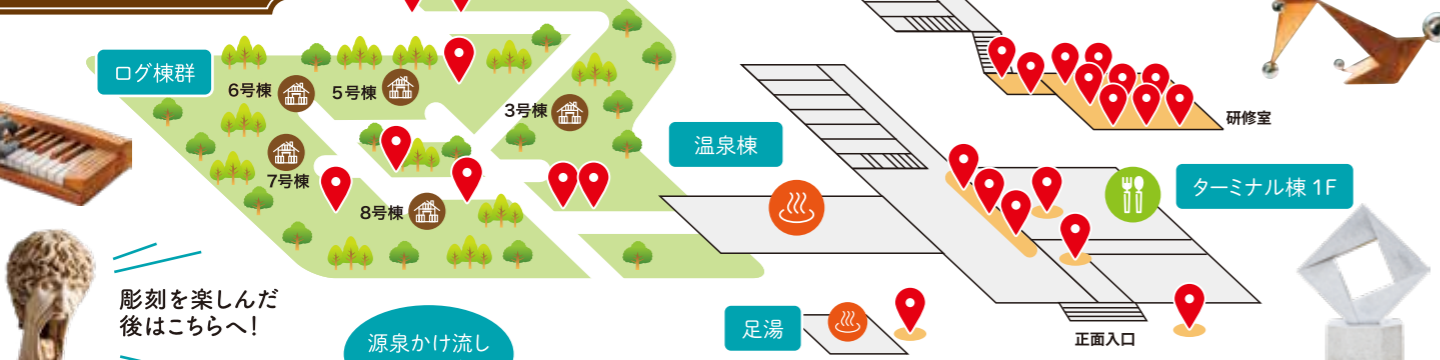 ログ棟群
6号棟
5号棟
3号棟
7号棟
8号棟
温泉棟
研修室
ターミナル棟 1F
彫刻を楽しんだ
後はこちらへ!
源泉かけ流し
足湯
正面入口